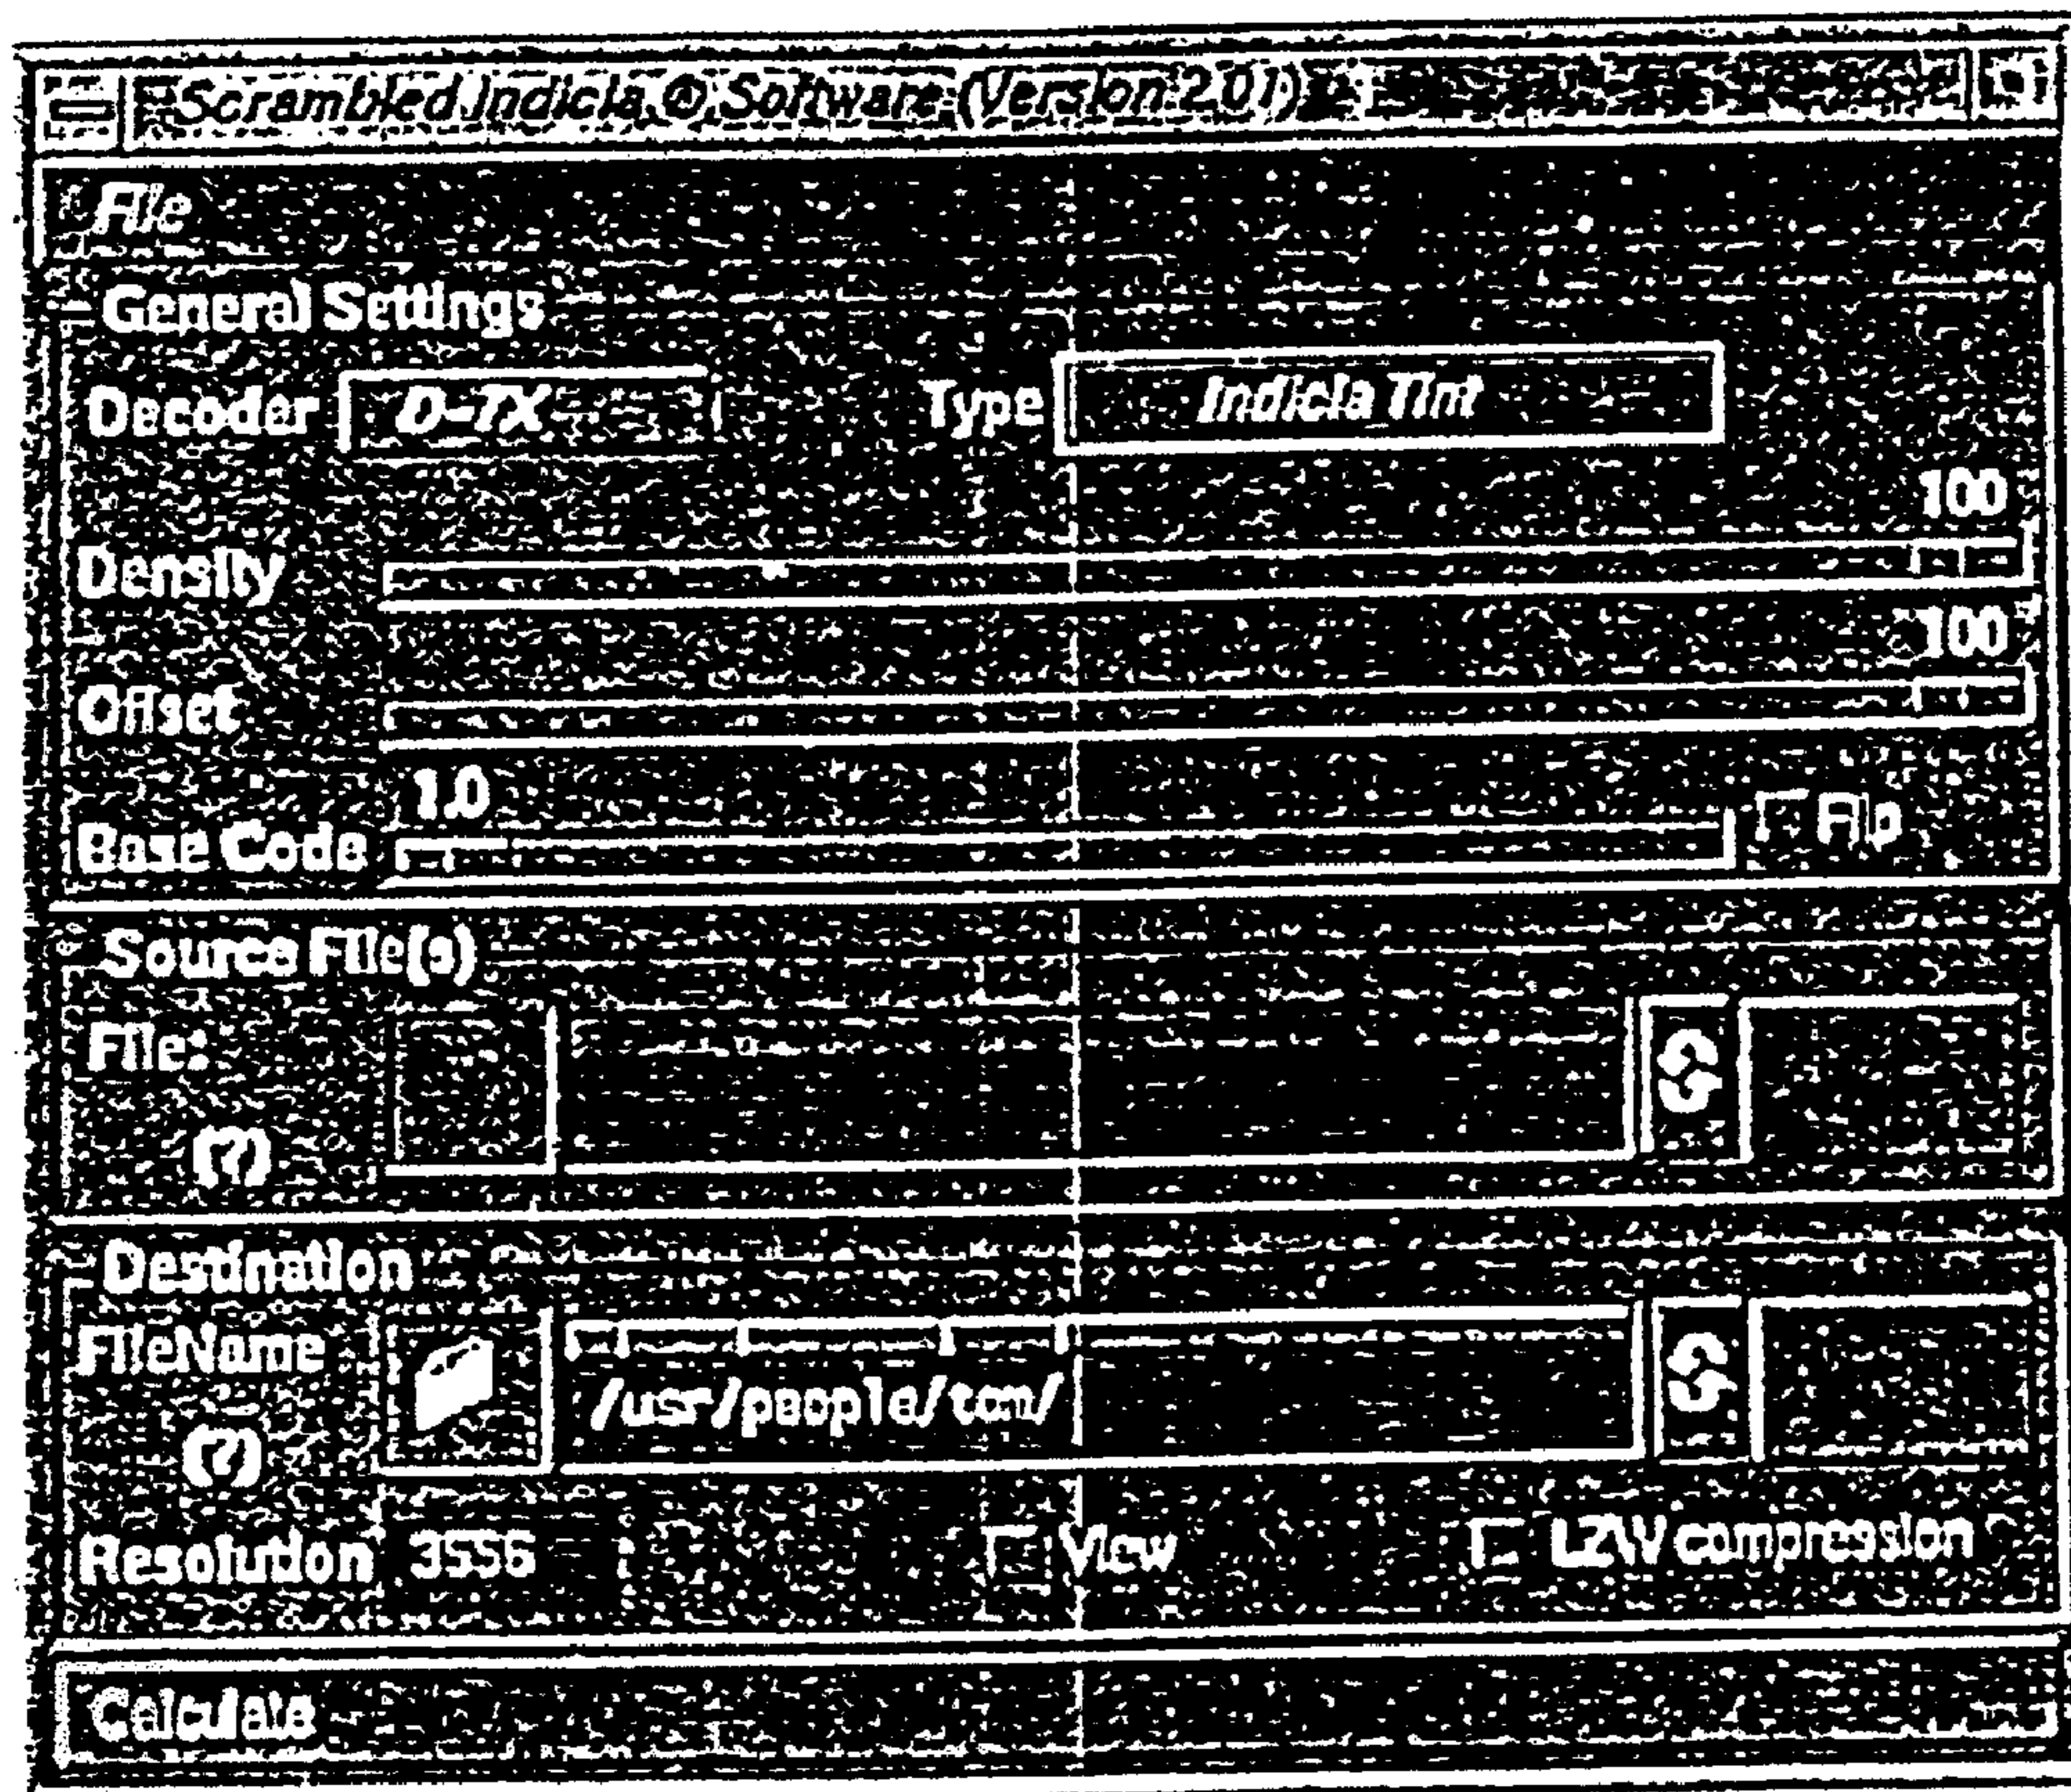 Scrambled Indicia ® Software (Version 2.01)
File
General Settings
Decoder D-7X Type Indicia Tint
100
Density
100
Offset
1.0
Base Code Flip
Source File(s)
File:
(?)
Destination
FileName
/usr/people/tom/
(?)
Resolution 3556 View LZW compression
Calculate